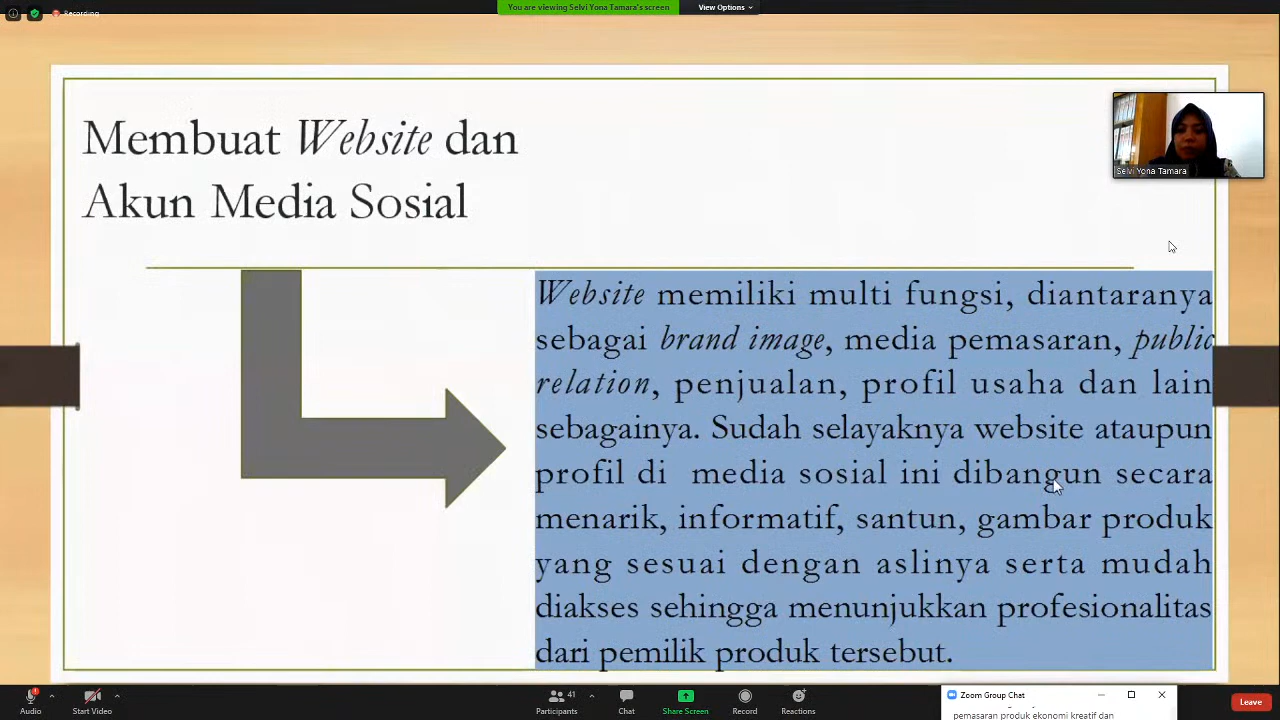 Recording
You are viewing Selvi Yona Tamara's screen
View Options
Membuat Website dan
Akun Media Sosial
Selvi Yona Tamara
Website memiliki multi fungsi, diantaranya
sebagai brand image, media pemasaran, public
relation, penjualan, profil usaha dan lain
sebagainya. Sudah selayaknya website ataupun
profil di media sosial ini dibangun secara
menarik, informatif, santun, gambar produk
yang sesuai dengan aslinya serta mudah
diakses sehingga menunjukkan profesionalitas
dari pemilik produk tersebut.
Audio
Start Video
Participants
41
Chat
Share Screen
Record
Reactions
Zoom Group Chat
pemasaran produk ekonomi kreatif dan
Leave